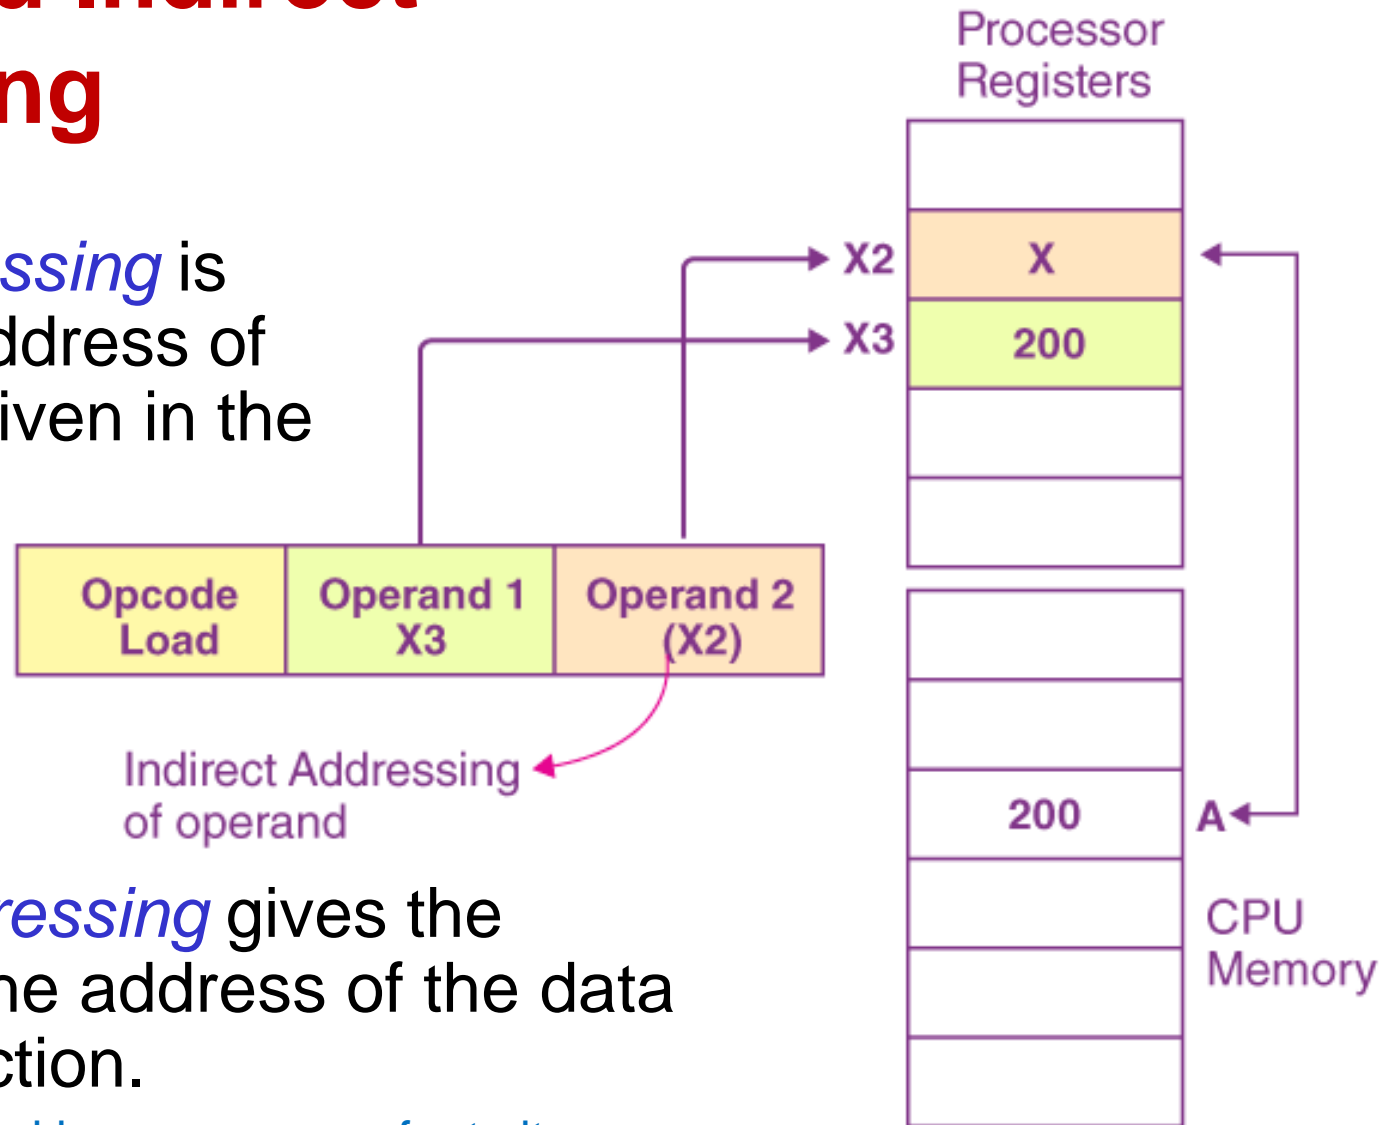 Indirect
ng
ssing is
ddress of
iven in the
Processor
Registers
X2
X
X3
200
Opcode
Load
Operand 1
X3
Operand 2
(X2)
Indirect Addressing
of operand
200
A
CPU
Memory
ressing gives the
he address of the data
ction.